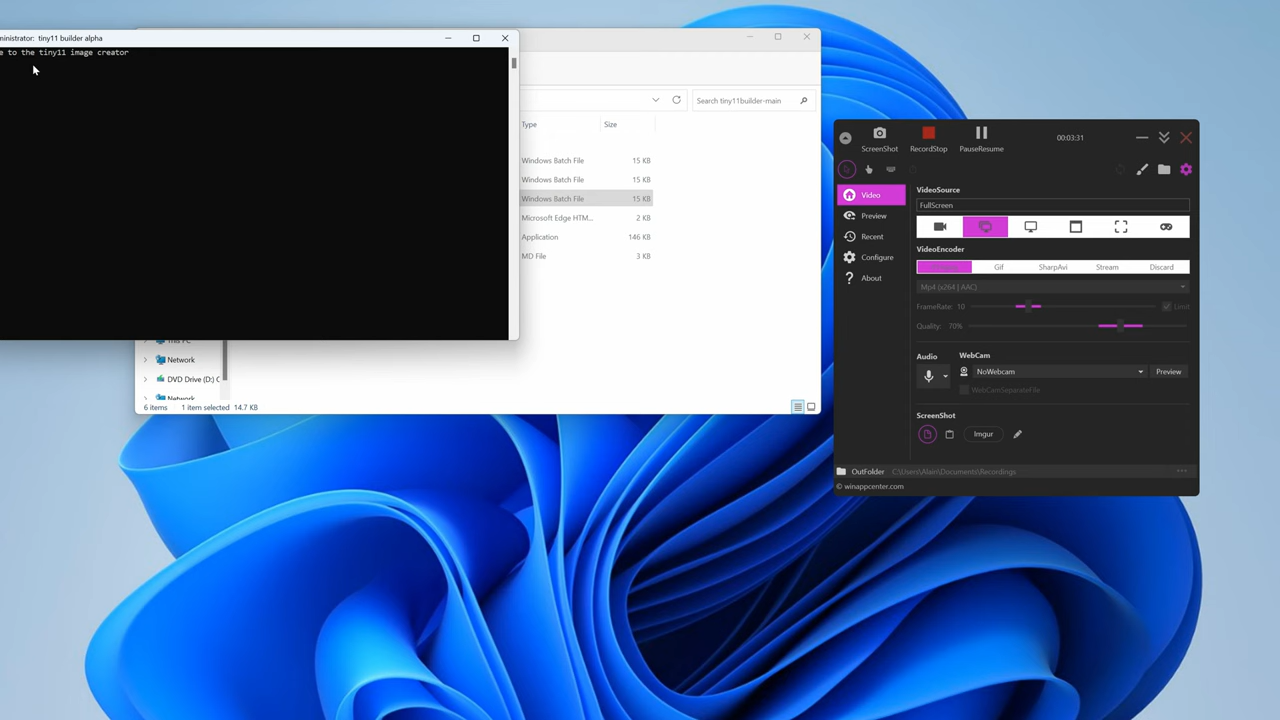 ministrator: tiny11 builder alpha
e to the tiny11 image creator
Search tiny11builder-main
Type Size
Windows Batch File 15 KB
Windows Batch File 15 KB
Windows Batch File 15 KB
Microsoft Edge HTM... 2 KB
Application 146 KB
MD File 3 KB
This PC
Network
DVD Drive (D:) C
Network
6 items 1 item selected 14.7 KB
ScreenShot RecordStop PauseResume 00:03:31
Video
Preview
Recent
Configure
About
VideoSource
FullScreen
VideoEncoder
Gif SharpAvi Stream Discard
Mp4 (x264 | AAC)
FrameRate: 10 Limit
Quality: 70%
Audio WebCam
NoWebcam Preview
WebCamSeparateFile
ScreenShot
Imgur
OutFolder C:\Users\Alain\Documents\Recordings ...
© winappcenter.com